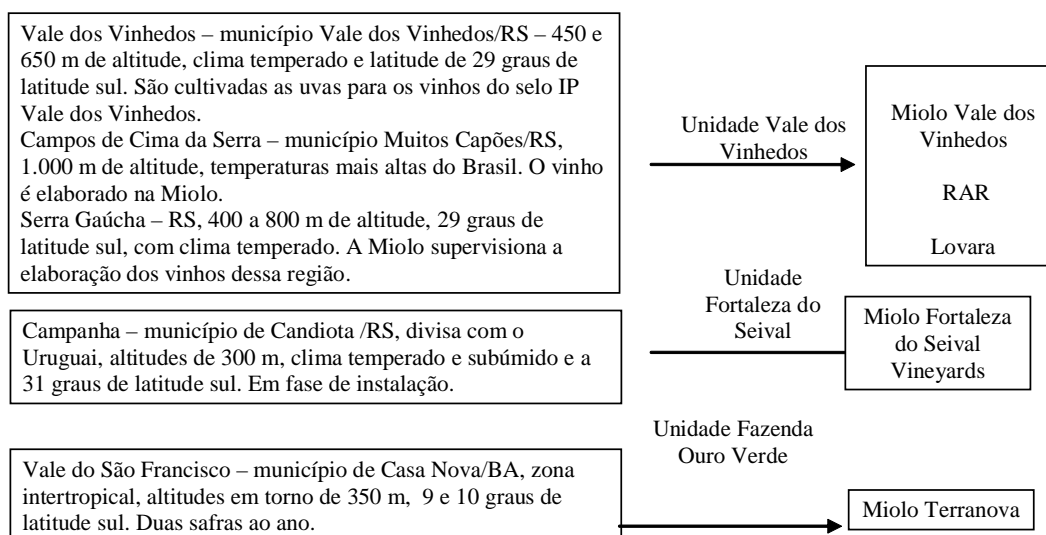 Vale dos Vinhedos – município Vale dos Vinhedos/RS – 450 e
650 m de altitude, clima temperado e latitude de 29 graus de
latitude sul. São cultivadas as uvas para os vinhos do selo IP
Vale dos Vinhedos.
Campos de Cima da Serra – município Muitos Capões/RS,
1.000 m de altitude, temperaturas mais altas do Brasil. O vinho
é elaborado na Miolo.
Serra Gaúcha – RS, 400 a 800 m de altitude, 29 graus de
latitude sul, com clima temperado. A Miolo supervisiona a
elaboração dos vinhos dessa região.
Unidade Vale dos
Vinhedos
Miolo Vale dos
Vinhedos
RAR
Lovara
Campanha – município de Candiota /RS, divisa com o
Uruguai, altitudes de 300 m, clima temperado e subúmido e a
31 graus de latitude sul. Em fase de instalação.
Unidade
Fortaleza do
Seival
Miolo Fortaleza
do Seival
Vineyards
Vale do São Francisco – município de Casa Nova/BA, zona
intertropical, altitudes em torno de 350 m,  9 e 10 graus de
latitude sul. Duas safras ao ano.
Unidade Fazenda
Ouro Verde
Miolo Terranova